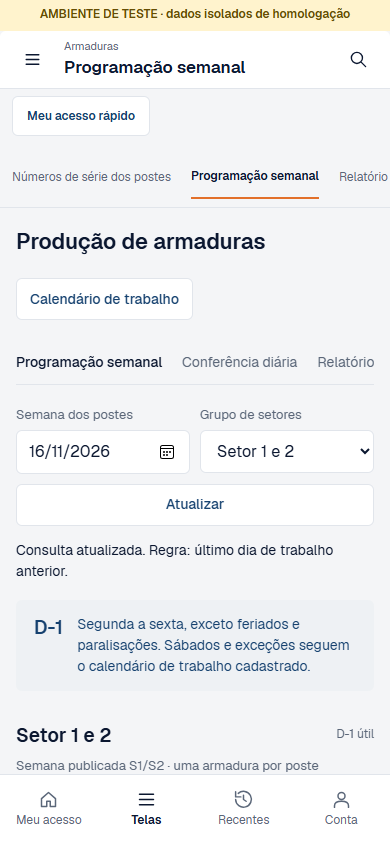 AMBIENTE DE TESTE · dados isolados de homologação
Armaduras
Programação semanal
Meu acesso rápido
Números de série dos postes
Programação semanal
Relatório
Produção de armaduras
Calendário de trabalho
Programação semanal
Conferência diária
Relatório
Semana dos postes
Grupo de setores
16/11/2026
Setor 1 e 2
Atualizar
Consulta atualizada. Regra: último dia de trabalho
anterior.
D-1
Segunda a sexta, exceto feriados e
paralisações. Sábados e exceções seguem
o calendário de trabalho cadastrado.
Setor 1 e 2
D-1 útil
Semana publicada S1/S2 · uma armadura por poste
Meu acesso
Telas
Recentes
Conta